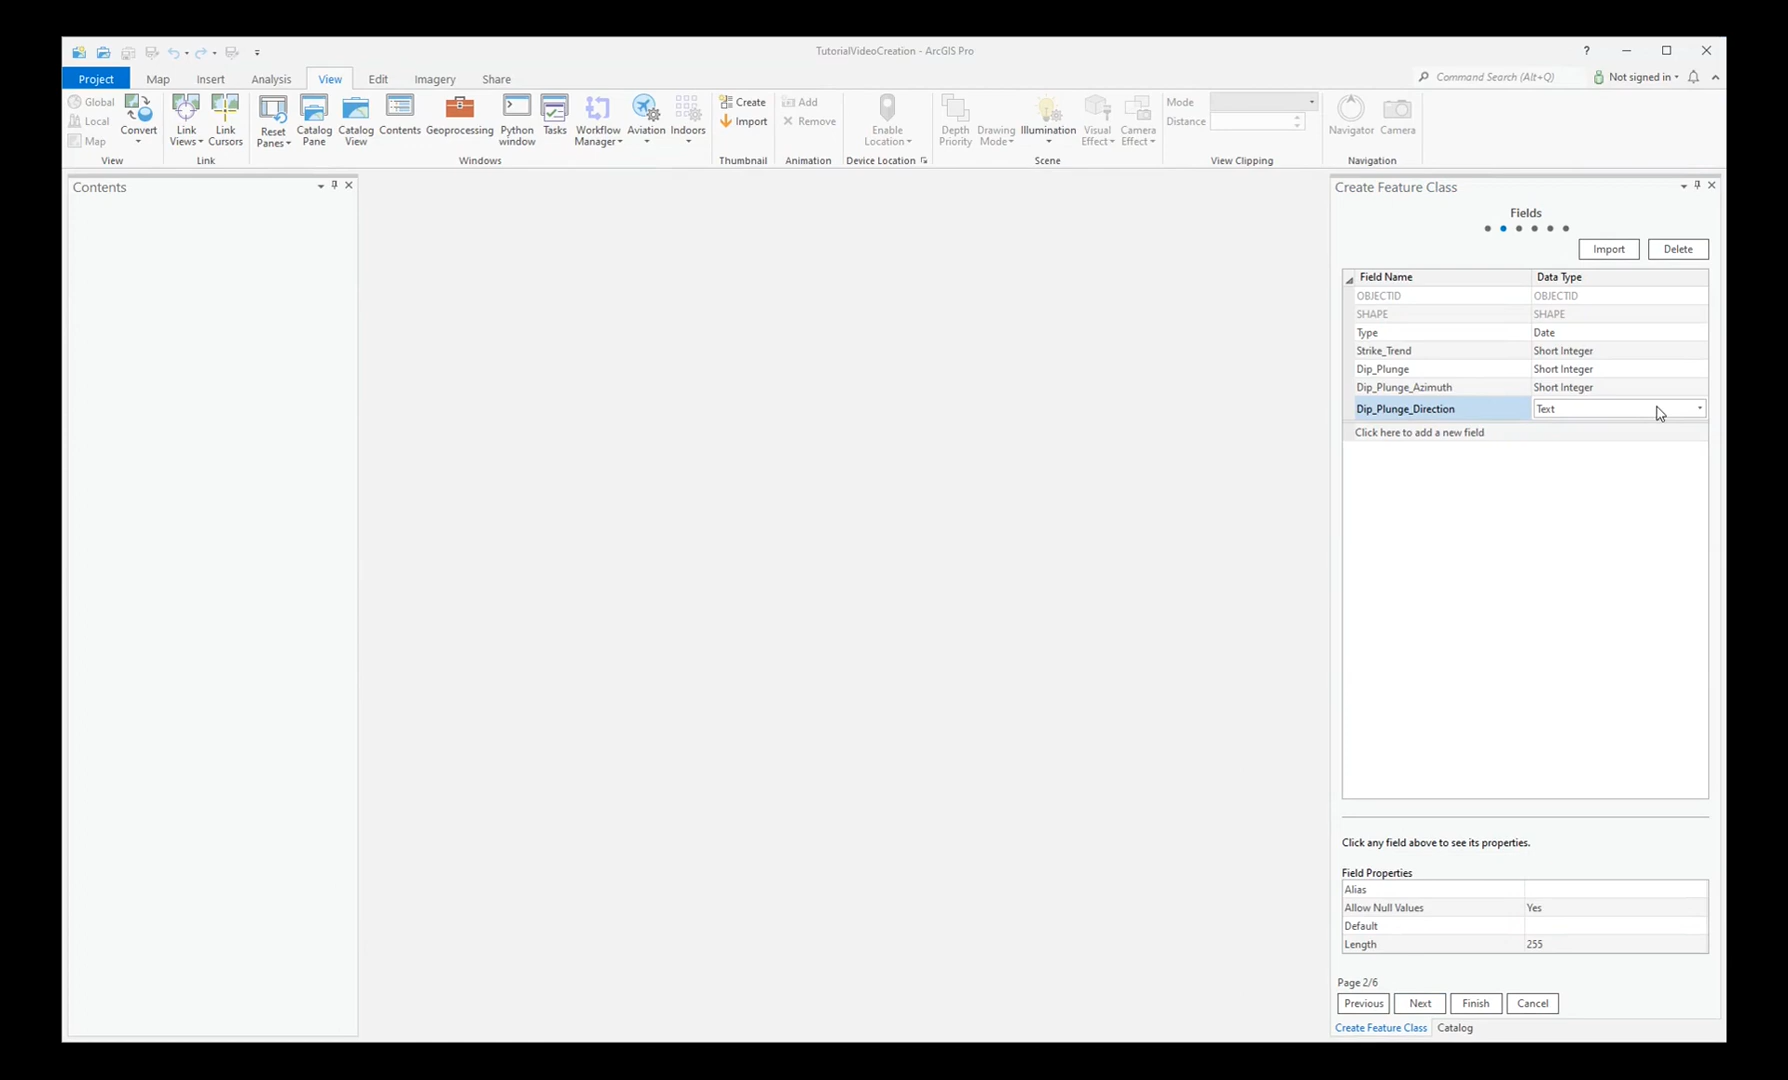 TutorialVideoCreation - ArcGIS Pro
?
Project Map Insert Analysis View Edit Imagery Share
Command Search (Alt+Q) Not signed in
Global Local Map Convert
View
Link Views Link Cursors
Link
Reset Panes Catalog Pane Catalog View Contents Geoprocessing Python window Tasks Workflow Manager Aviation Indoors
Windows
Create Import
Thumbnail
Add Remove
Animation
Enable Location
Device Location
Depth Priority Drawing Mode Illumination Visual Effect Camera Effect
Scene
Mode
Distance
View Clipping
Navigator Camera
Navigation
Contents
Create Feature Class
Fields
Import Delete
Field Name Data Type
OBJECTID OBJECTID
SHAPE SHAPE
Type Date
Strike_Trend Short Integer
Dip_Plunge Short Integer
Dip_Plunge_Azimuth Short Integer
Dip_Plunge_Direction Text
Click here to add a new field
Click any field above to see its properties.
Field Properties
Alias
Allow Null Values Yes
Default
Length 255
Page 2/6
Previous Next Finish Cancel
Create Feature Class Catalog